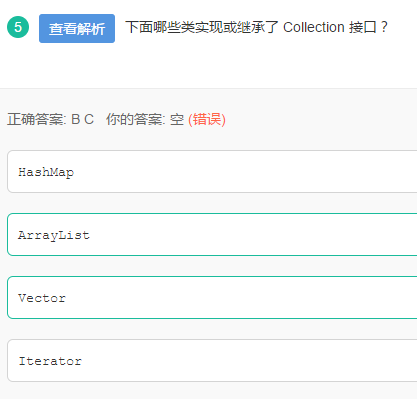 5 查看解析 下面哪些类实现或继承了 Collection 接口？
正确答案: B C 你的答案: 空 (错误)
HashMap
ArrayList
Vector
Iterator